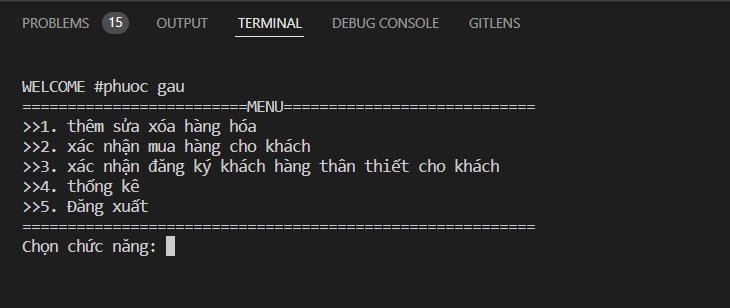 PROBLEMS 15 OUTPUT TERMINAL DEBUG CONSOLE GITLENS
WELCOME #phuoc gau
=========================MENU============================
>>1. thêm sửa xóa hàng hóa
>>2. xác nhận mua hàng cho khách
>>3. xác nhận đăng ký khách hàng thân thiết cho khách
>>4. thống kê
>>5. Đăng xuất
=========================================================
Chọn chức năng: